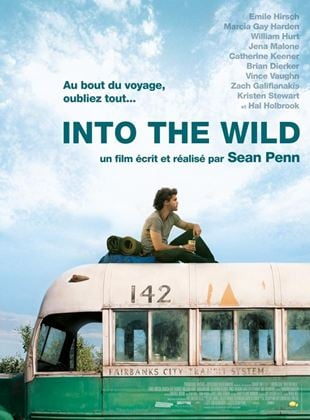 Emile Hirsch
Marcia Gay Harden
William Hurt
Jena Malone
Catherine Keener
Brian Dierker
Vince Vaughn
Zach Galifianakis
Kristen Stewart
et Hal Holbrook
Au bout du voyage,
oubliez tout...
INTO THE WILD
un film écrit et réalisé par Sean Penn
142
FAIRBANKS CITY TRANSIT SYSTEM